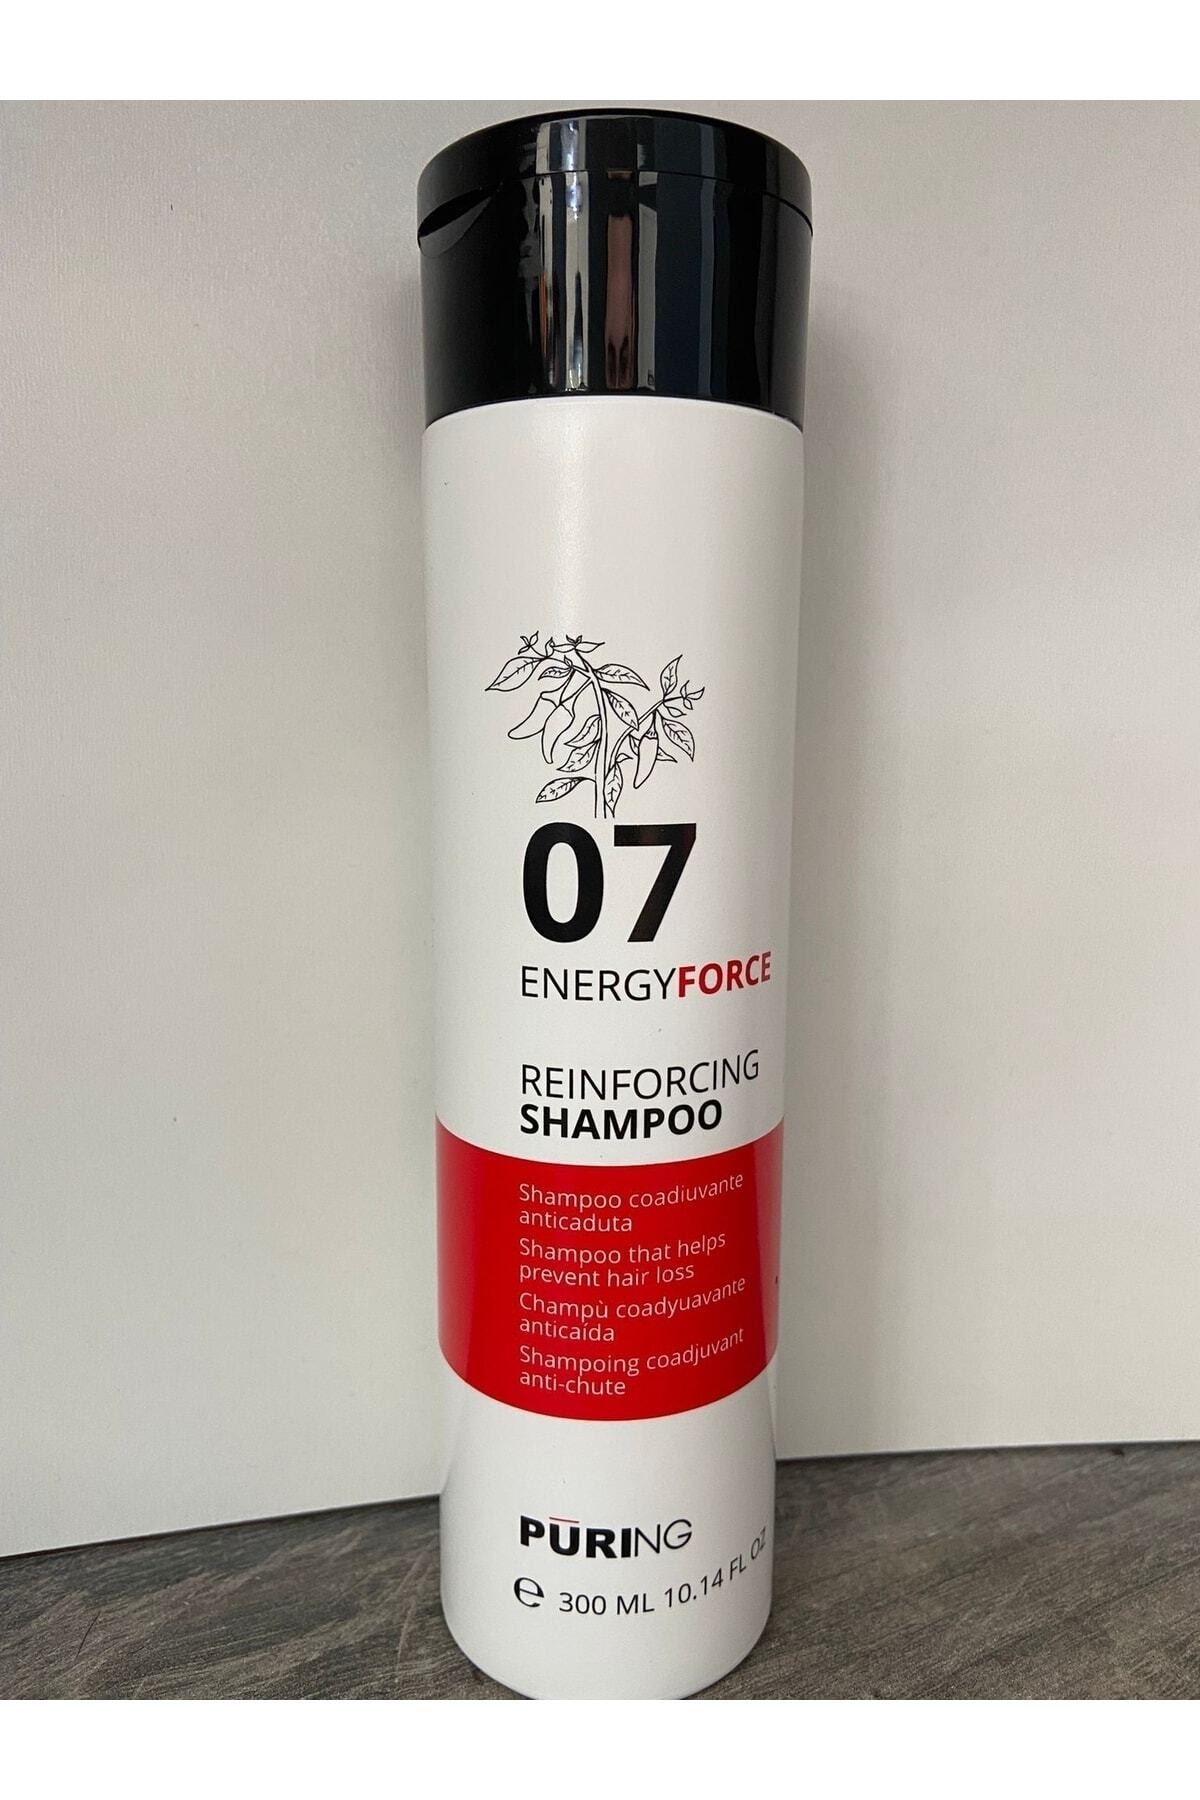 07
ENERGYFORCE
REINFORCING
SHAMPOO
Shampoo coadiuvante
anticaduta
Shampoo that helps
prevent hair loss
Champù coadyuavante
anticaída
Shampoing coadjuvant
anti-chute
PŪRING
℮ 300 ML 10.14 FL OZ